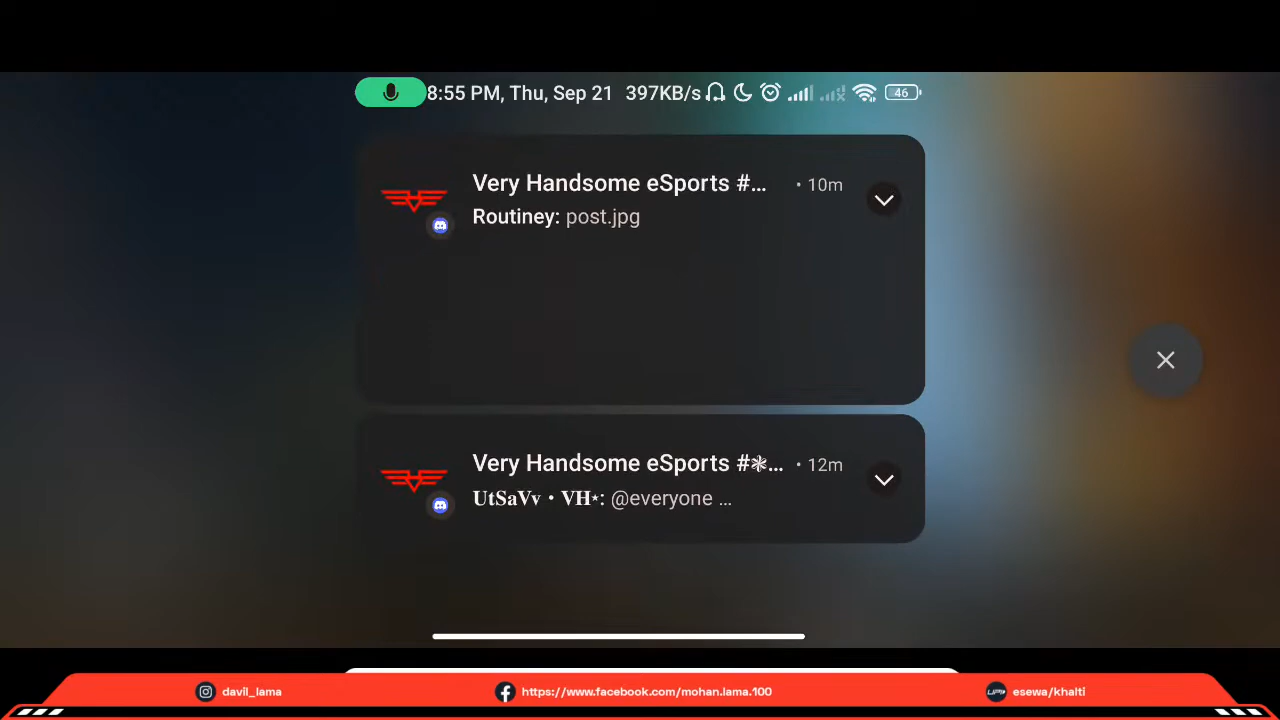 8:55 PM, Thu, Sep 21 397KB/s 46
Very Handsome eSports #... • 10m
Routiney: post.jpg
Very Handsome eSports #❃... • 12m
𝐔𝐭𝐒𝐚𝐕𝐯 • 𝐕𝐇⋆: @everyone ...
davil_lama
https://www.facebook.com/mohan.lama.100
esewa/khalti